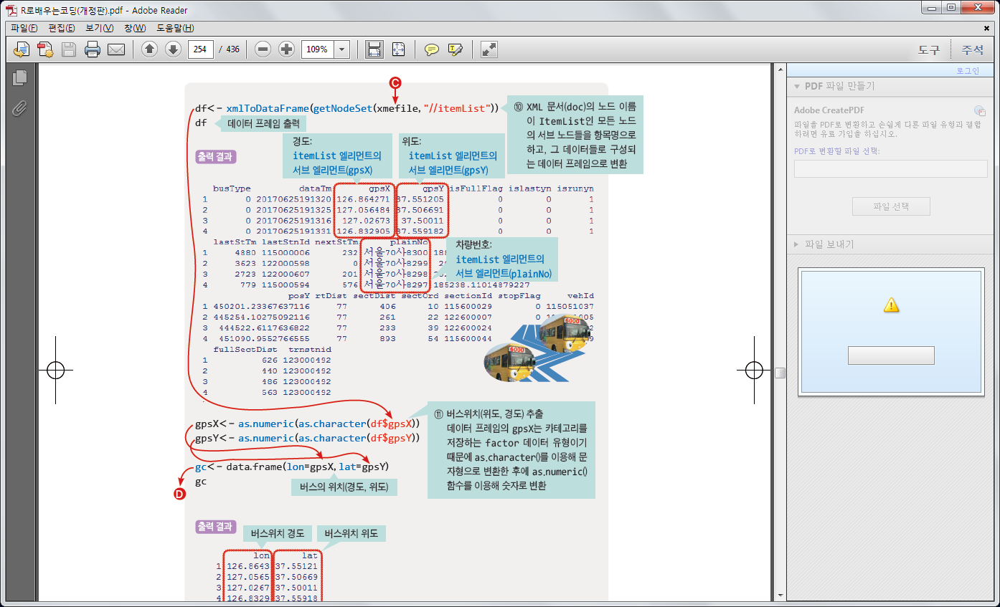 R로배우는코딩(개정판).pdf - Adobe Reader
파일(F) 편집(E) 보기(V) 창(W) 도움말(H)
254 / 436 109%
도구 주석
로그인
PDF 파일 만들기
Adobe CreatePDF
파일을 PDF로 변환하고 손쉽게 다른 파일 유형과 결합
하려면 유료 가입을 하십시오.
PDF로 변환할 파일 선택:
파일 선택
파일 보내기
C
df<- xmlToDataFrame(getNodeSet(xmefile, "//itemList"))
df
데이터 프레임 출력
⑩ XML 문서(doc)의 노드 이름
이 ItemList인 모든 노드
의 서브 노드들을 항목명으로
하고, 그 데이터들로 구성되
는 데이터 프레임으로 변환
경도:
itemList 엘리먼트의
서브 엘리먼트(gpsX)
위도:
itemList 엘리먼트의
서브 엘리먼트(gpsY)
출력 결과
busType dataTm gpsX gpsY isFullFlag islastyn isrunyn
1 0 20170625191320 126.864271 37.551205 0 0 1
2 0 20170625191325 127.056484 37.506691 0 0 1
3 0 20170625191316 127.02673 37.50011 0 0 1
4 0 20170625191331 126.832905 37.559182 0 0 1
lastStTm lastStnId nextStTm plainNo
1 4880 115000006 232 서울70사8300
2 3623 122000598 0 서울70사8299
3 2723 122000607 201 서울70사8298
4 779 115000594 576 서울70사8297 185238.11014879227
차량번호:
itemList 엘리먼트의
서브 엘리먼트(plainNo)
posY rtDist sectDist sectOrd sectionId stopFlag vehId
1 450201.23367637116 77 406 10 115600029 0 115051037
2 445254.10275092116 77 261 22 122600007 0
3 444522.6117636822 77 233 39 122600024
4 451090.9552766555 77 893 54 115600044
fullSectDist trnstnid
1 626 123000492
2 440 123000492
3 486 123000492
4 563 123000492
6000
6000
gpsX<- as.numeric(as.character(df$gpsX))
gpsY<- as.numeric(as.character(df$gpsY))
gc<- data.frame(lon=gpsX, lat=gpsY)
gc
D
버스의 위치(경도, 위도)
⑪ 버스위치(위도, 경도) 추출
데이터 프레임의 gpsX는 카테고리를
저장하는 factor 데이터 유형이기
때문에 as.character()를 이용해 문
자형으로 변환한 후에 as.numeric()
함수를 이용해 숫자로 변환
출력 결과
버스위치 경도
버스위치 위도
lon lat
1 126.8643 37.55121
2 127.0565 37.50669
3 127.0267 37.50011
4 126.8329 37.55918